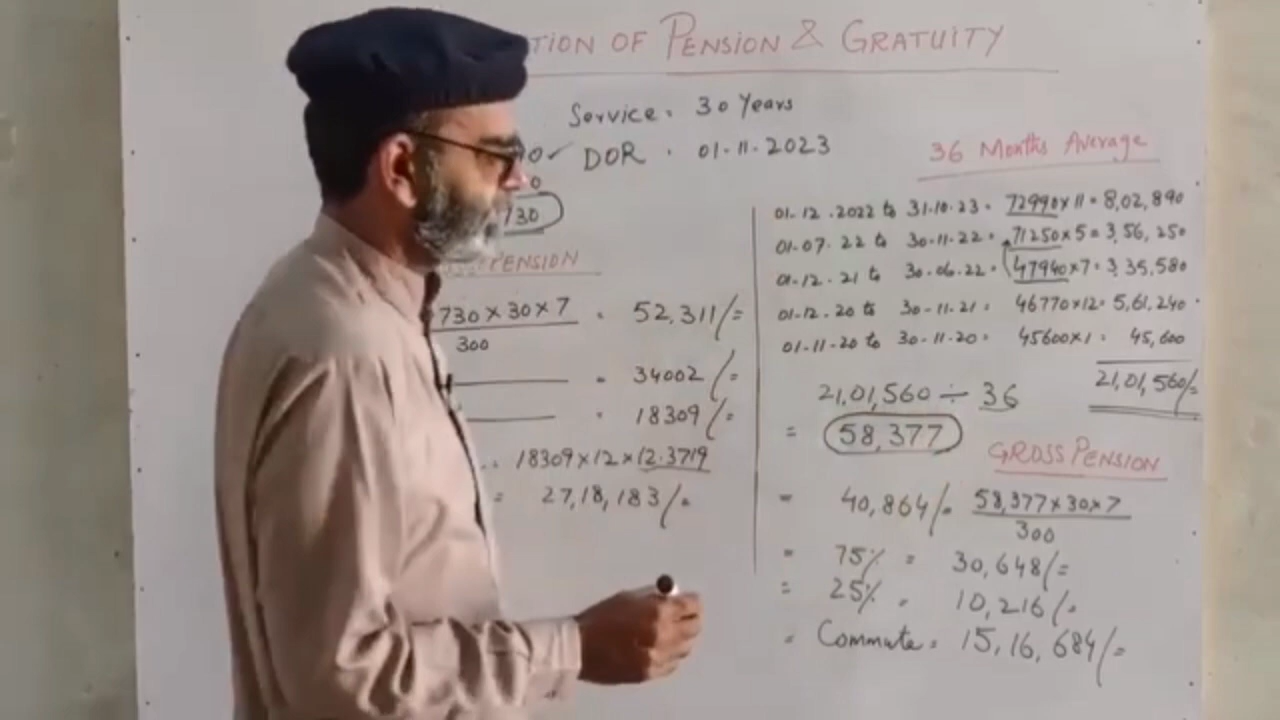 TION OF PENSION & GRATUITY
Service. 30 Years
0✓ DOR . 01-11-2023
0
730
PENSION
730 × 30 × 7 = 52,311/=
300
= 34002/=
= 18309/=
18309×12×12.3719
= 27,18,183/=
36 Months Average
01-12.2022 to 31-10-23 = 72990×11 = 8,02,890
01-07.22 to 30-11-22 = 71250×5 = 3,56,250
01-12.21 to 30-06-22 = 47940×7 = 3,35,580
01-12.20 to 30-11-21 = 46770×12 = 5,61,240
01-11-20 to 30-11-20 = 45600×1 = 45,600
21,01,560/=
21,01,560 ÷ 36
= 58,377
GROSS PENSION
= 40,864/= 58,377×30×7
300
= 75% = 30,648/=
= 25% = 10,216/=
= Commute = 15,16,684/=